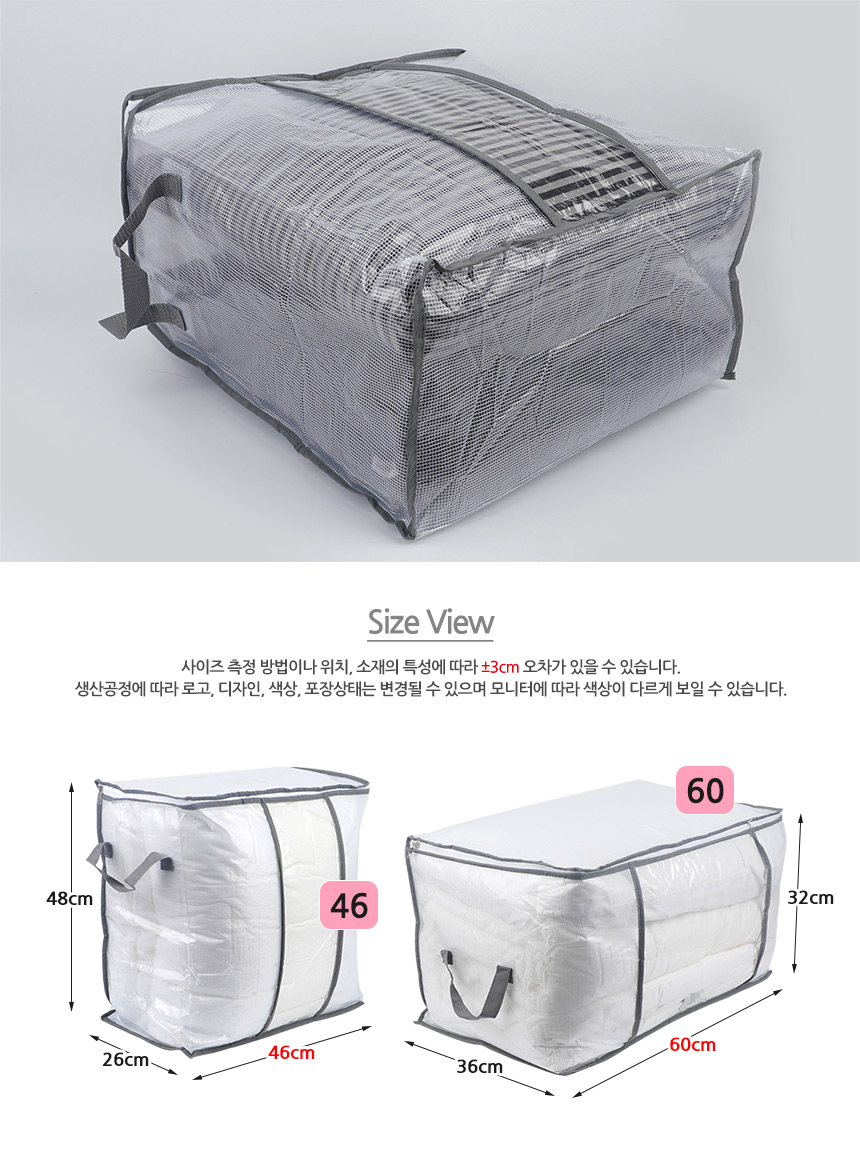 Size View
사이즈 측정 방법이나 위치, 소재의 특성에 따라 ±3cm 오차가 있을 수 있습니다.
생산공정에 따라 로고, 디자인, 색상, 포장상태는 변경될 수 있으며 모니터에 따라 색상이 다르게 보일 수 있습니다.
60
48cm
46
32cm
26cm
46cm
36cm
60cm